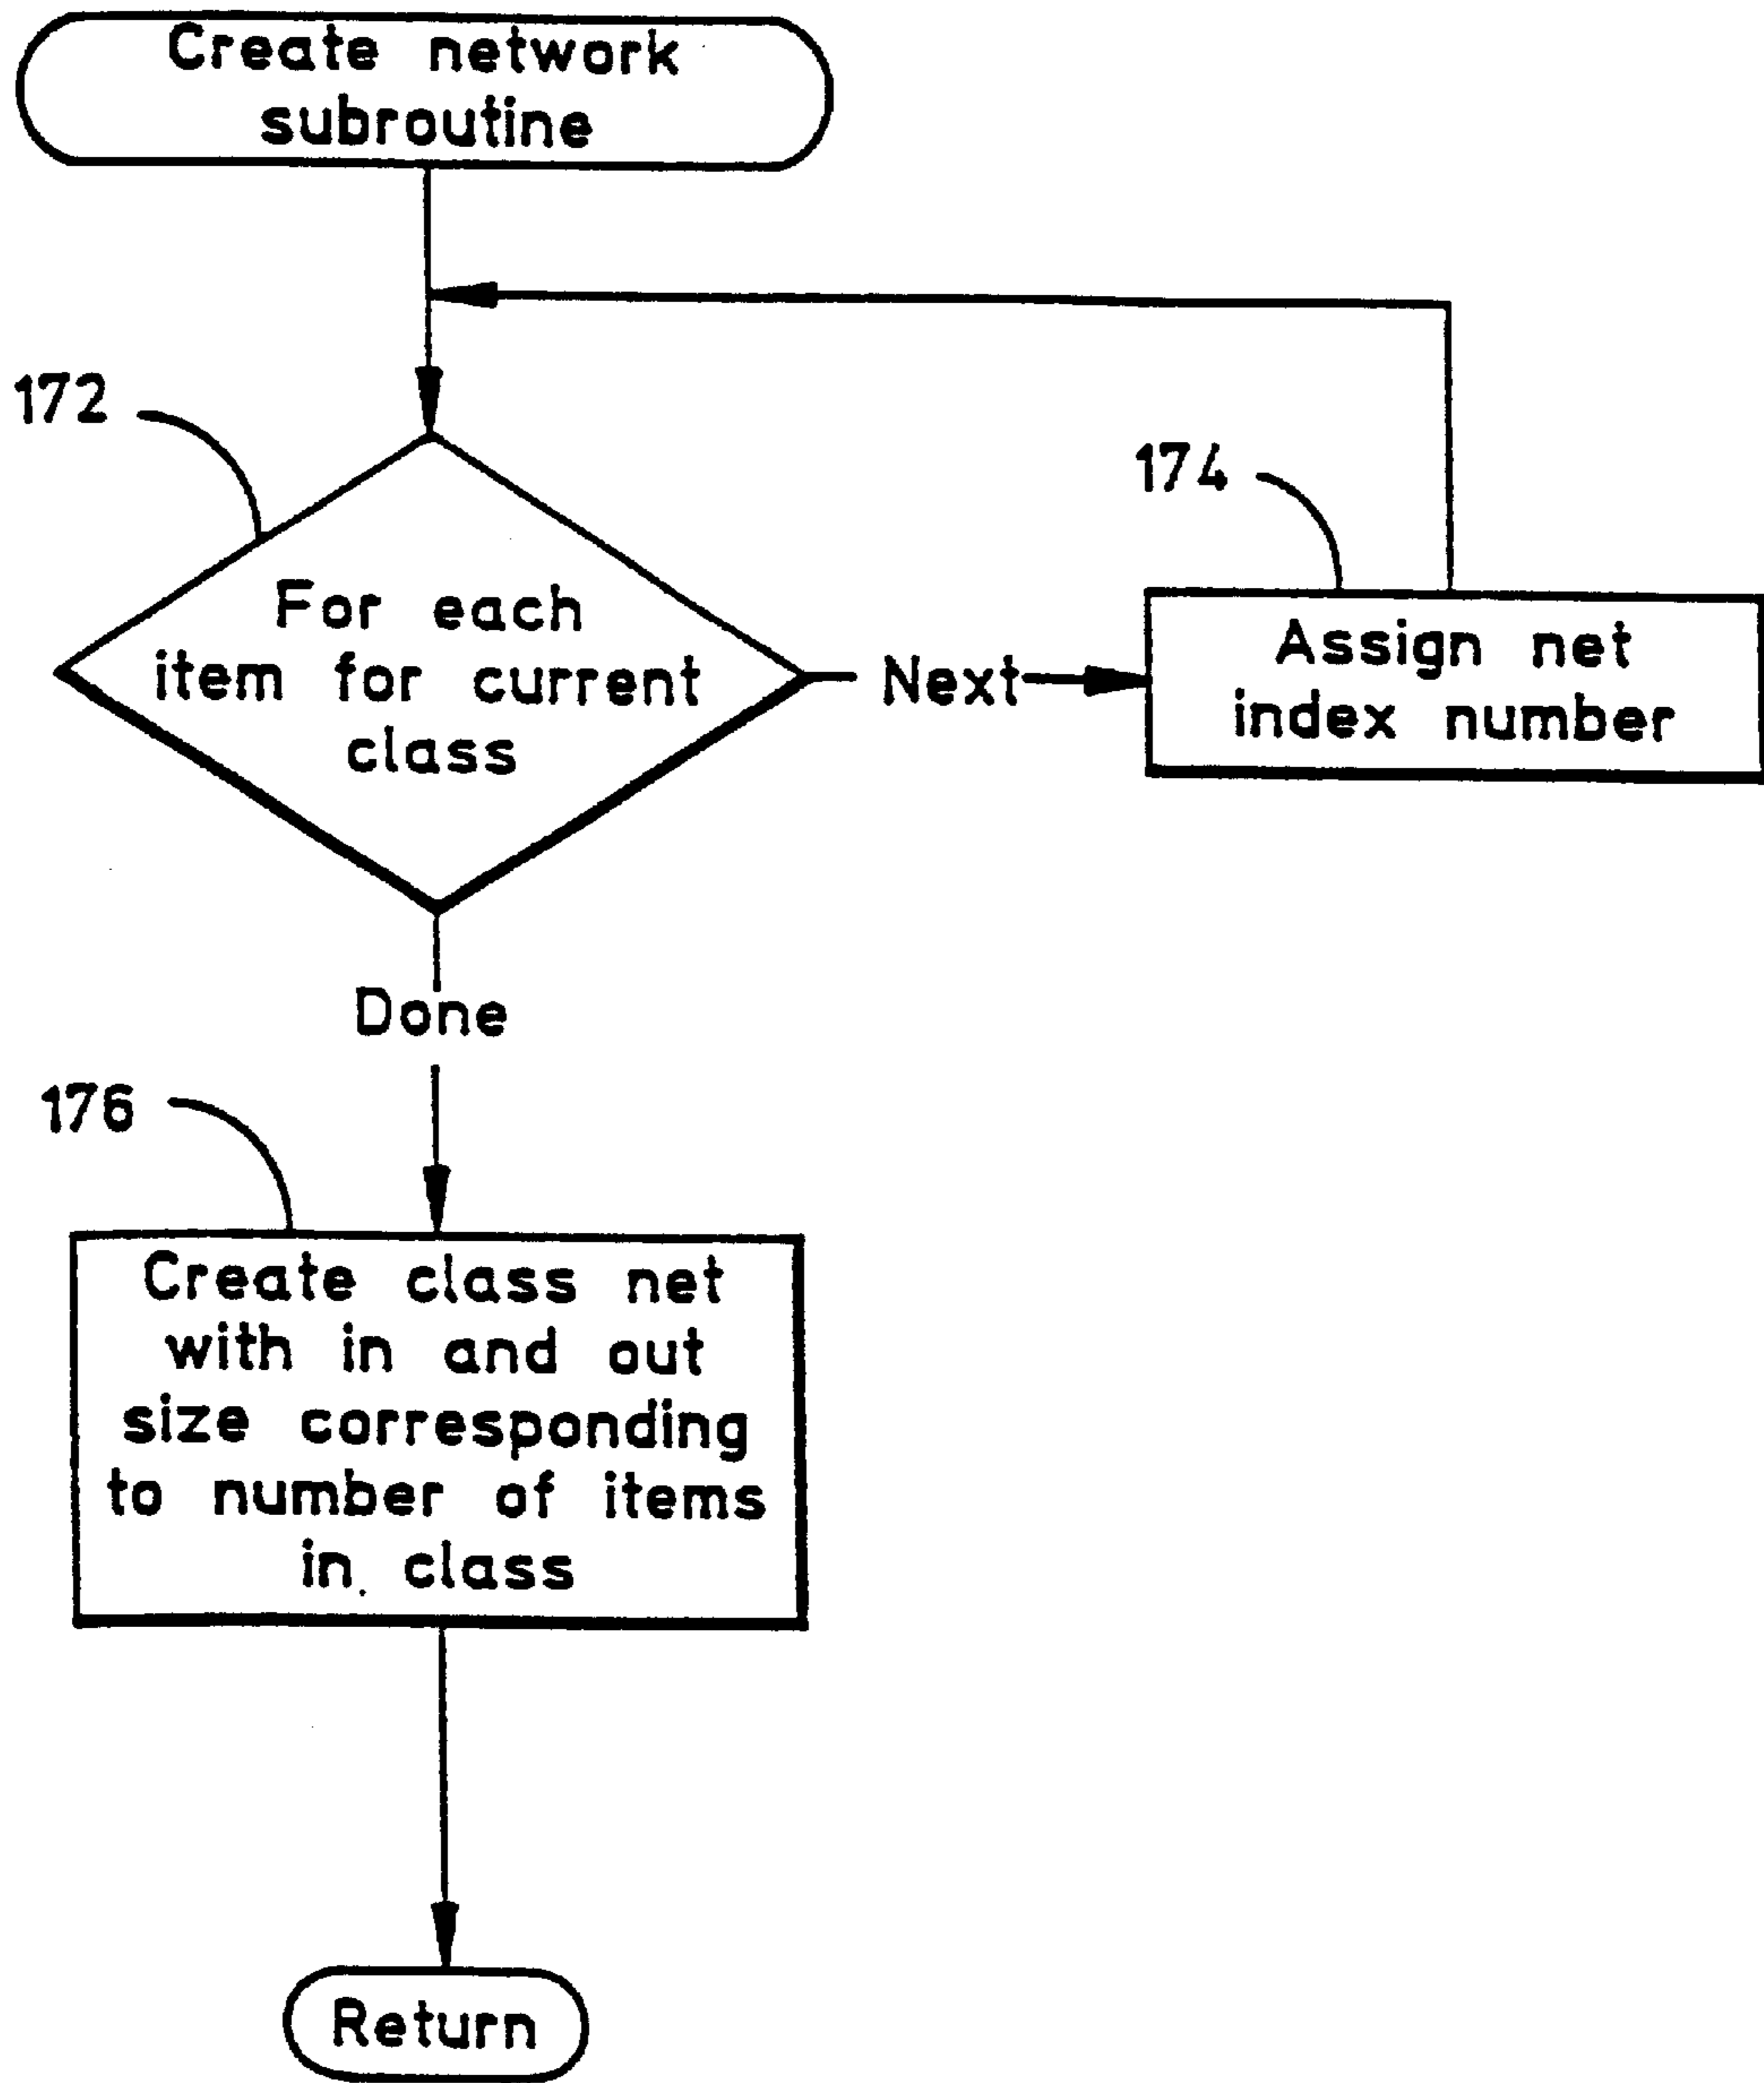 Create network
subroutine
172
174
For each
item for current
class
Next
Assign net
index number
Done
176
Create class net
with in and out
size corresponding
to number of items
in class
Return